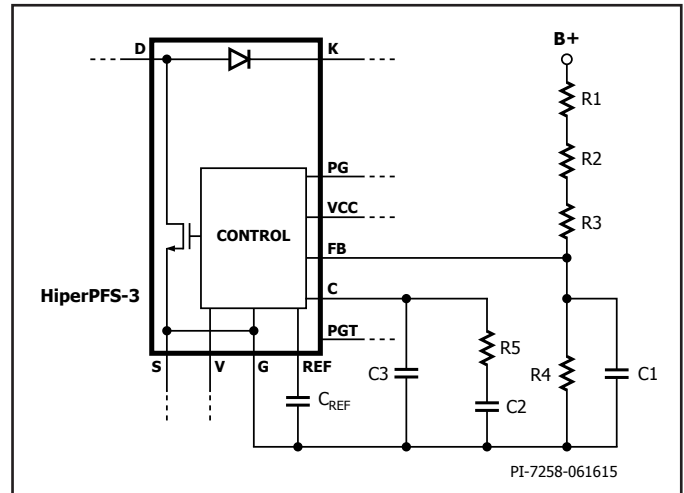 D
K
B+
R1
R2
R3
PG
VCC
CONTROL
FB
HiperPFS-3
C
PGT
S
V
G
REF
C3
R5
R4
C1
CREF
C2
PI-7258-061615